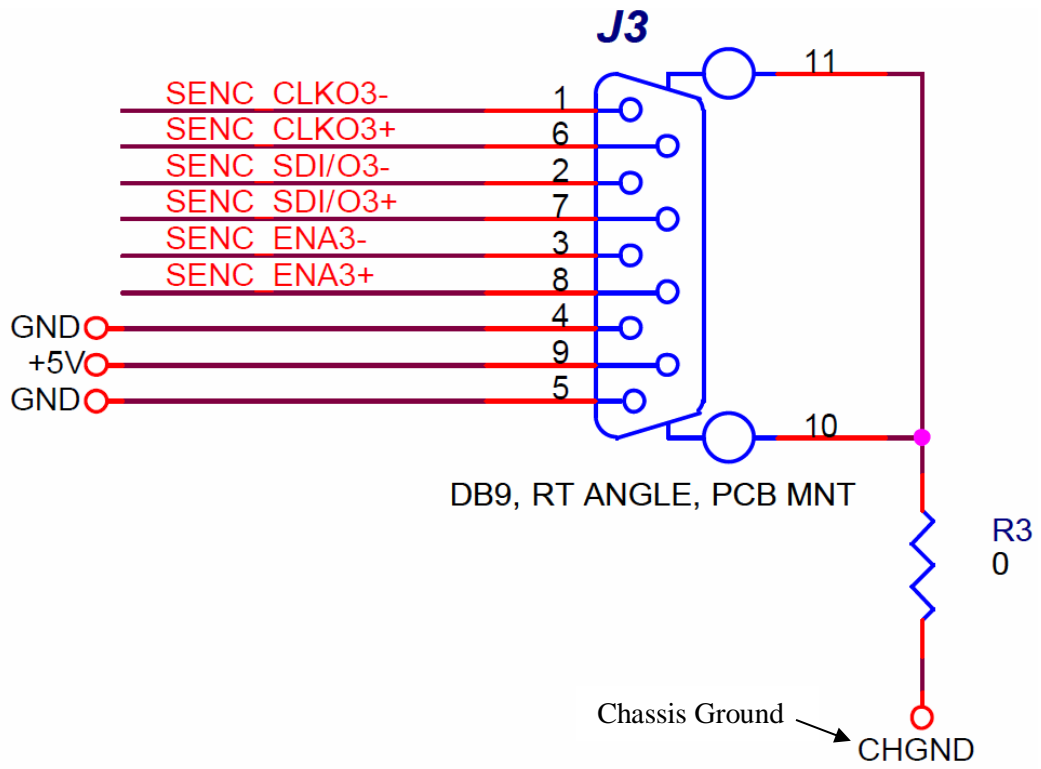 J3
11
SENC_CLKO3- 1
SENC_CLKO3+ 6
SENC_SDI/O3- 2
SENC_SDI/O3+ 7
SENC_ENA3- 3
SENC_ENA3+ 8
GND 4
+5V 9
GND 5
10
DB9, RT ANGLE, PCB MNT
R3
0
Chassis Ground
CHGND